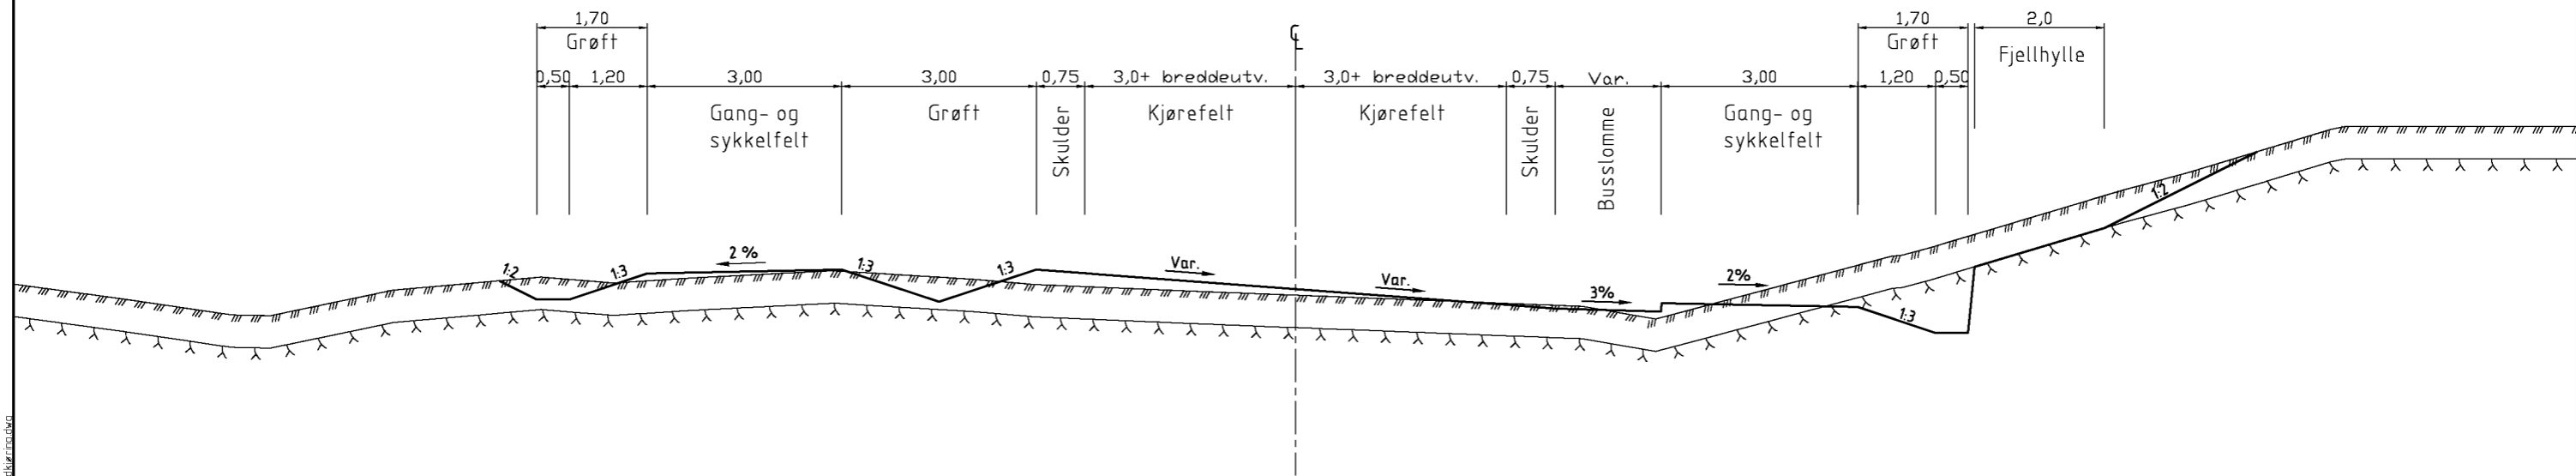 1,70
Grøft
0,50 1,20 3,00 3,00 0,75 3,0+ breddeutv. 3,0+ breddeutv. 0,75 Var. 3,00 1,20 0,50
1,70 2,0
Grøft Fjellhylle
Gang- og
sykkelfelt
Grøft
Skulder
Kjørefelt
Kjørefelt
Skulder
Busslomme
Gang- og
sykkelfelt
1:2
1:3
2 %
1:3
1:3
Var.
Var.
3%
2%
1:3
1:2
dkjøring.dwg